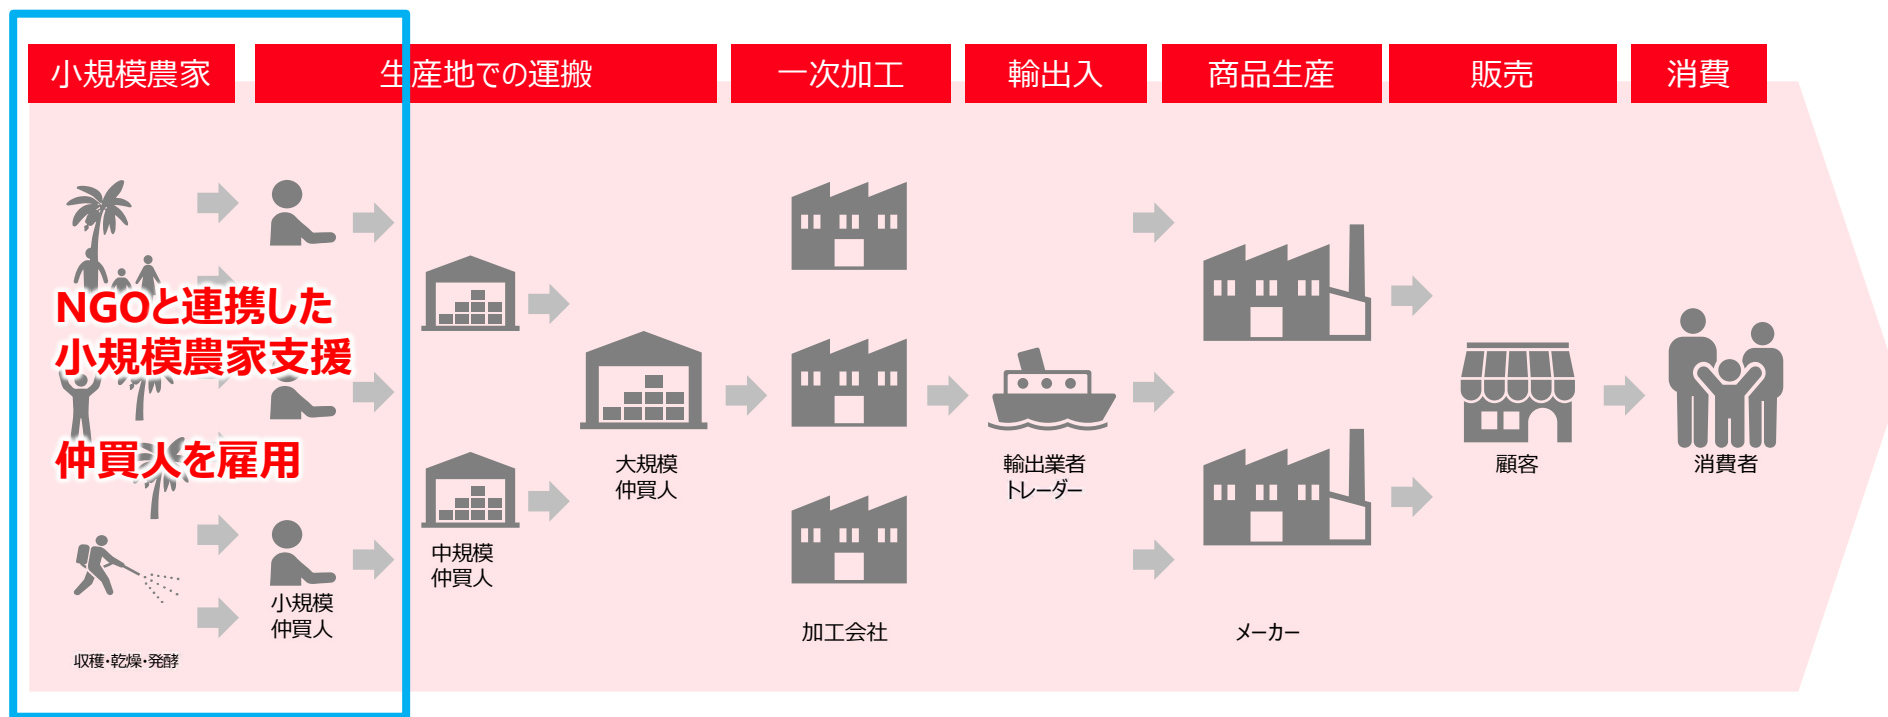 小規模農家
生産地での運搬
一次加工
輸出入
商品生産
販売
消費
NGOと連携した
小規模農家支援
仲買人を雇用
収穫・乾燥・発酵
小規模
仲買人
中規模
仲買人
大規模
仲買人
加工会社
輸出業者
トレーダー
メーカー
顧客
消費者